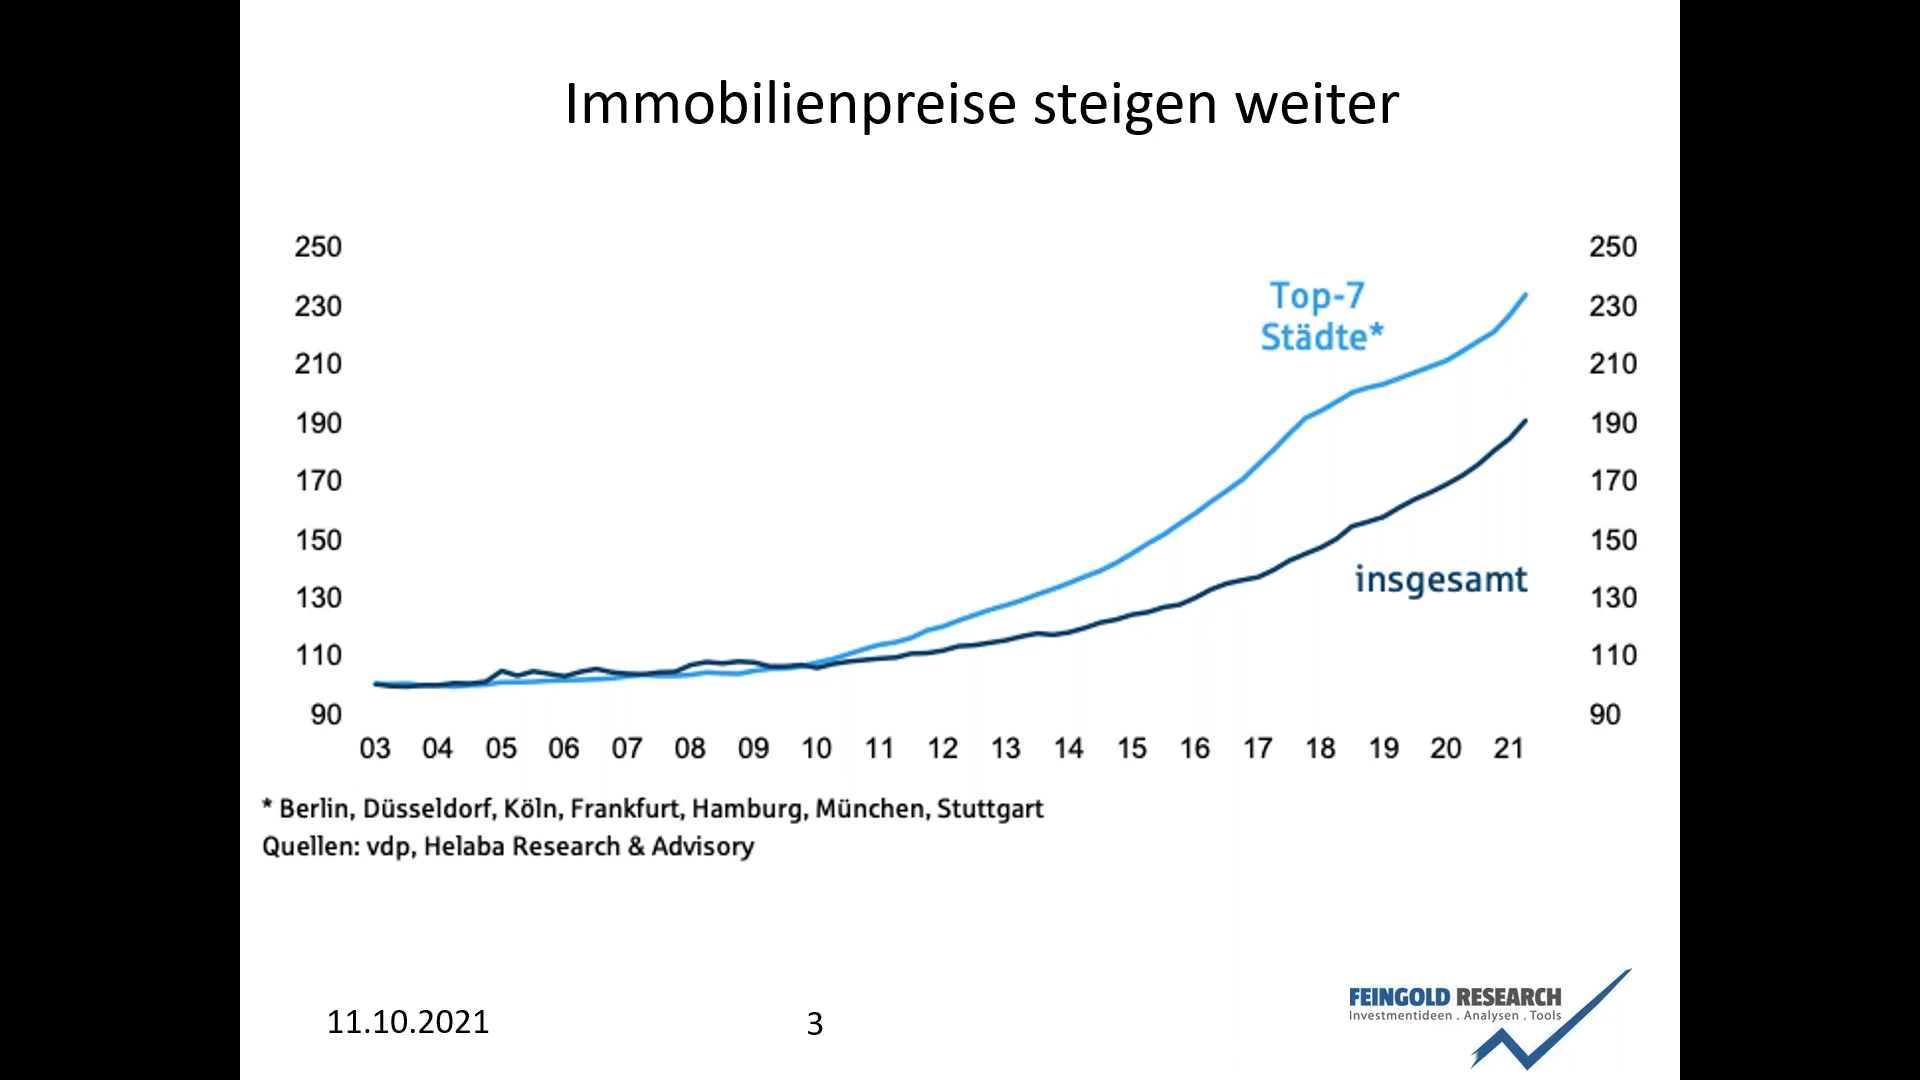 Immobilienpreise steigen weiter
250 250
230 230
210 210
190 190
170 170
150 150
130 130
110 110
90 90
Top-7
Städte*
insgesamt
03 04 05 06 07 08 09 10 11 12 13 14 15 16 17 18 19 20 21
* Berlin, Düsseldorf, Köln, Frankfurt, Hamburg, München, Stuttgart
Quellen: vdp, Helaba Research & Advisory
FEINGOLD RESEARCH
Investmentideen . Analysen . Tools
11.10.2021 3